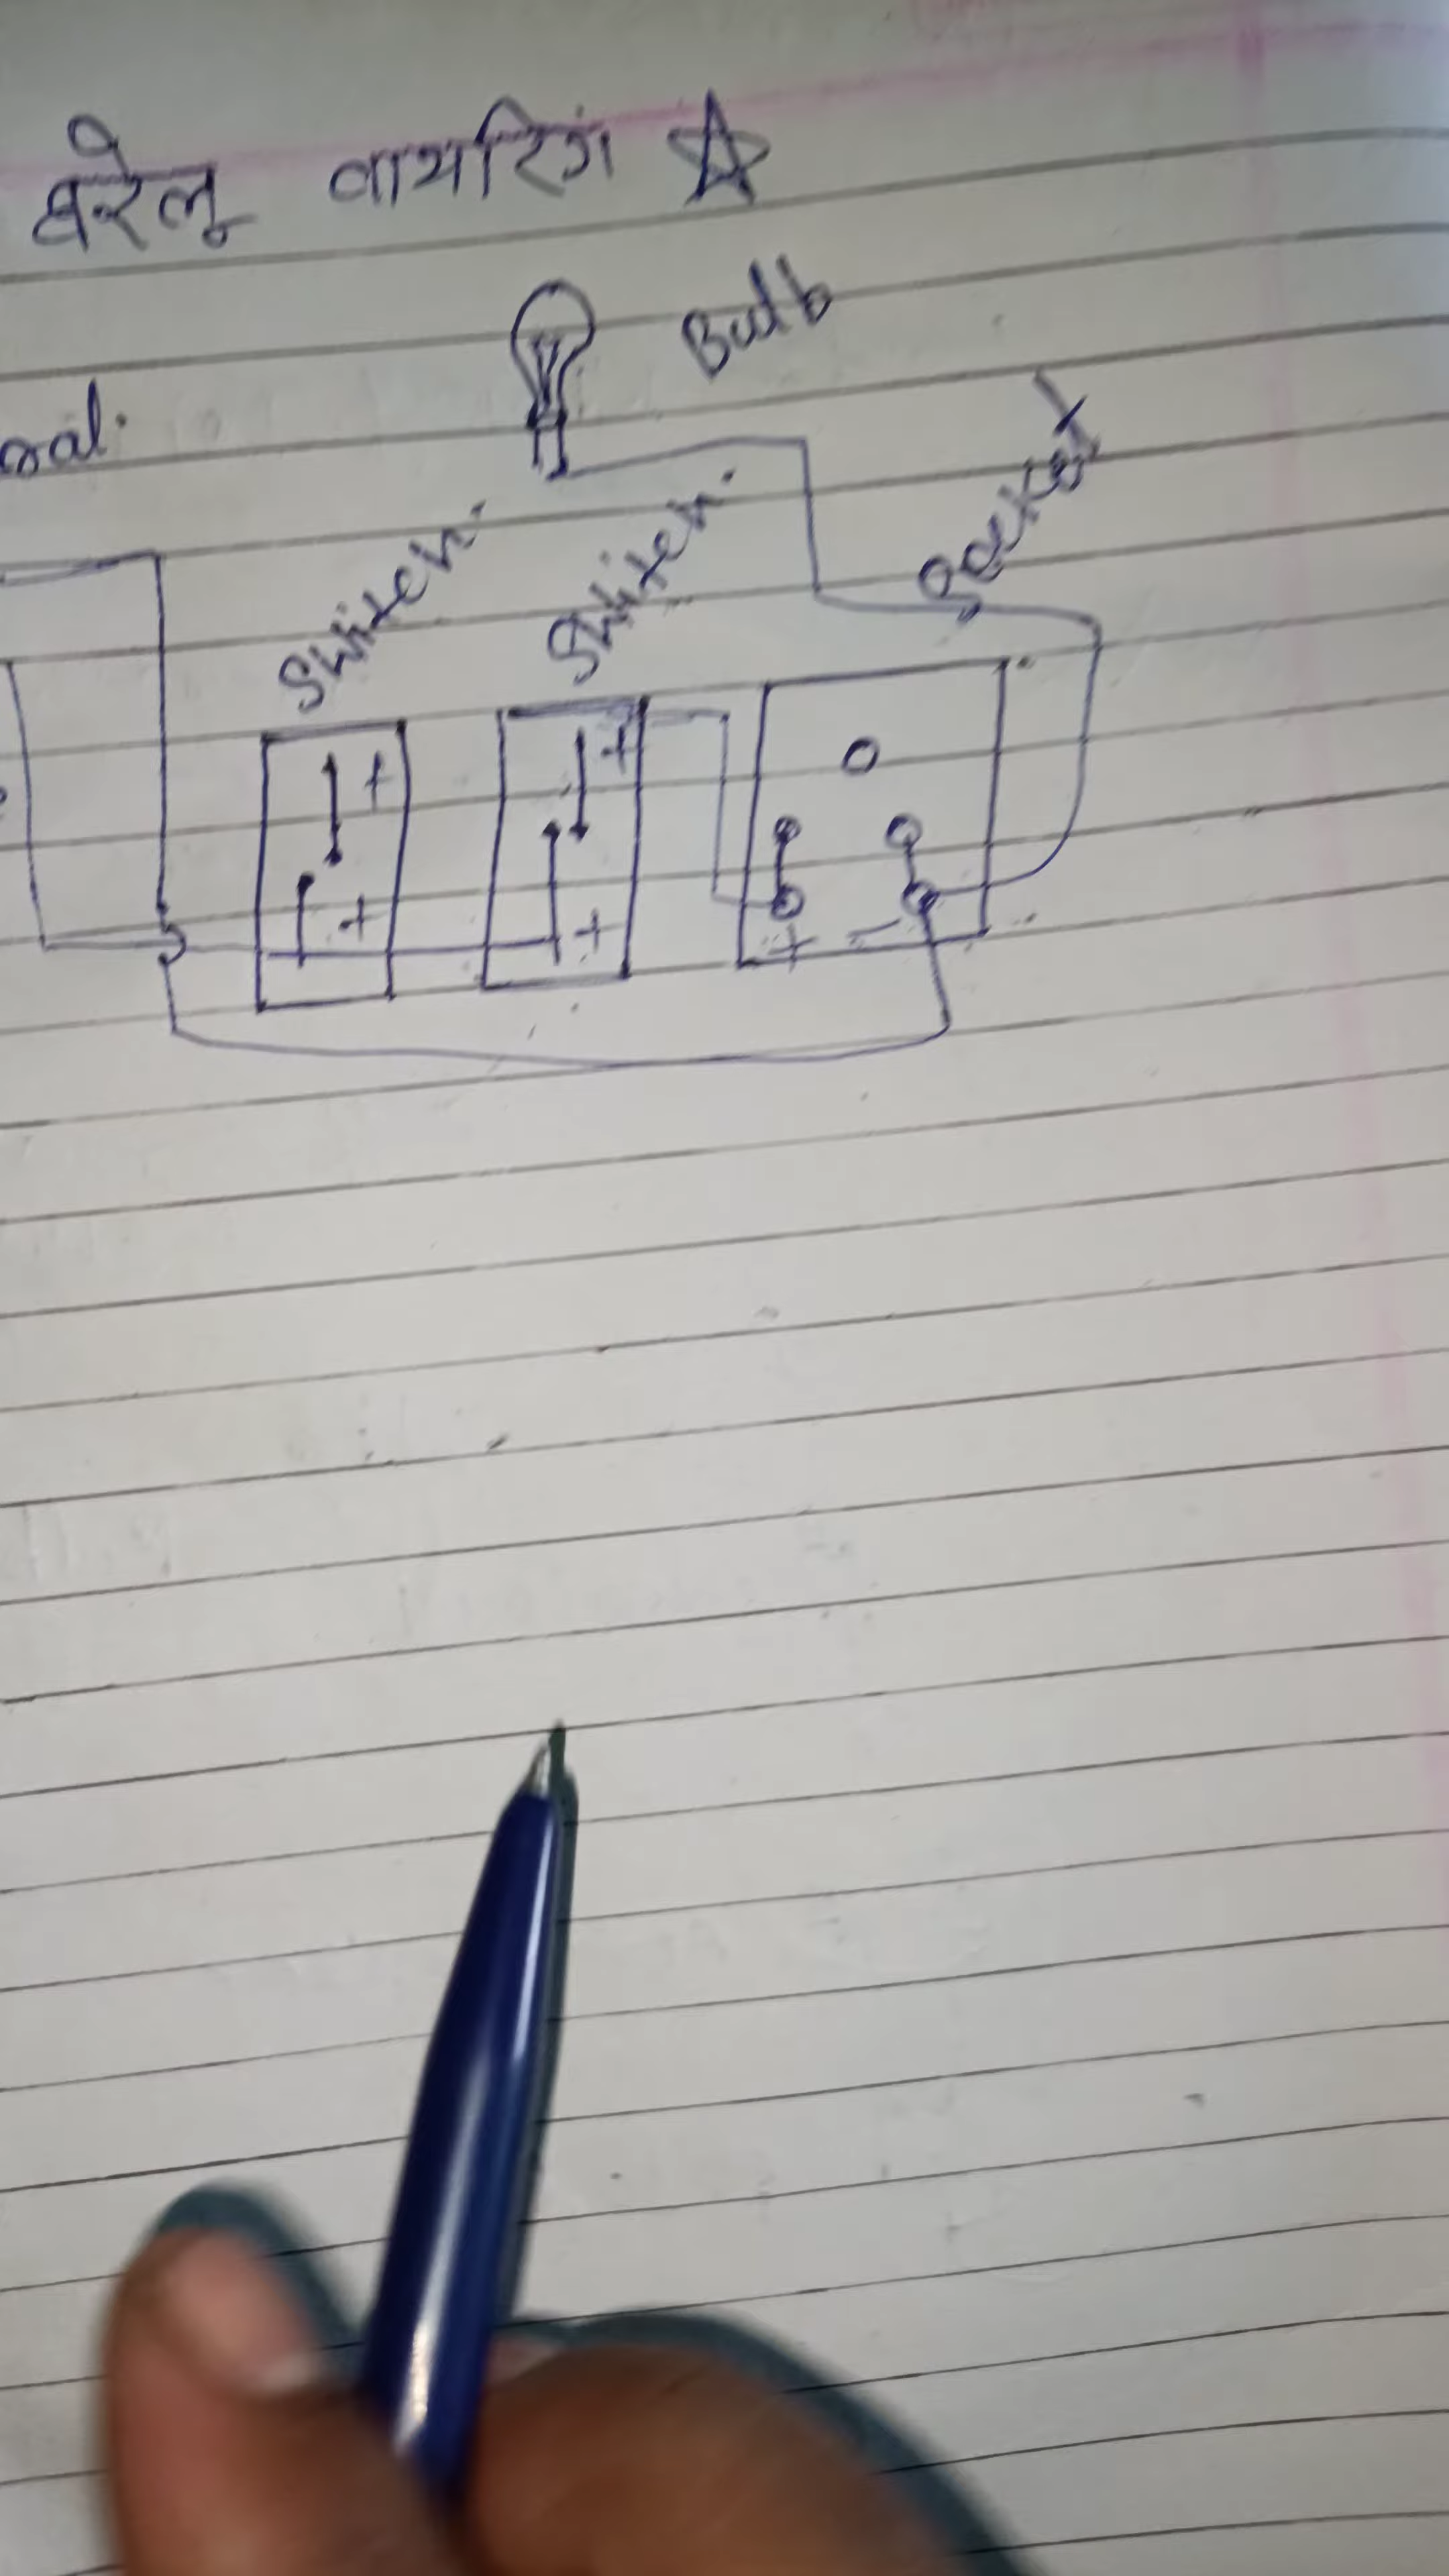 घरेलू वायरिंग
Bulb
Socket
Switch.
Switch.
+
+
+
+
+ -